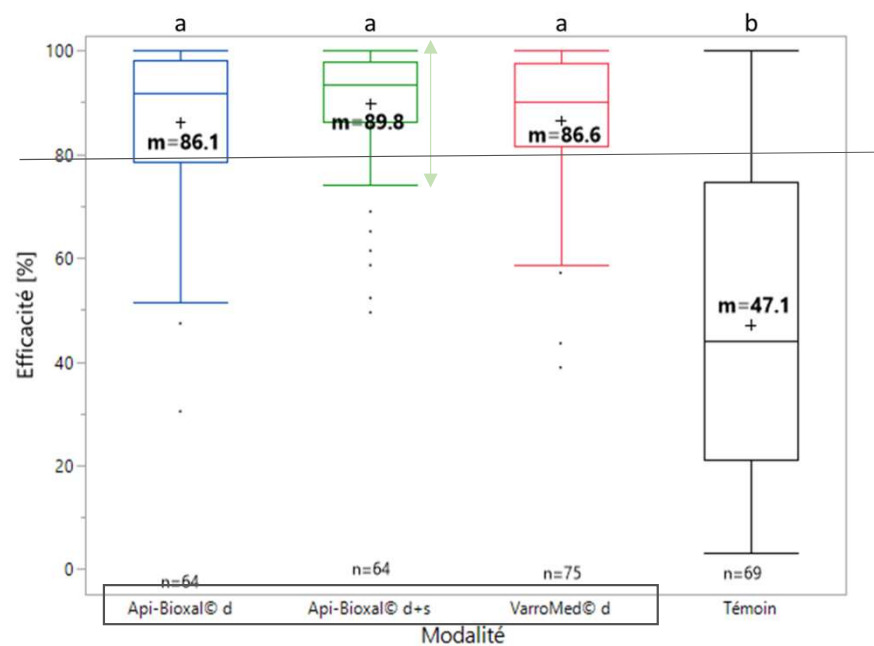 a a a b
100
80
60
40
20
0
Efficacité [%]
m=86.1
m=89.8
m=86.6
m=47.1
n=64 n=64 n=75 n=69
Api-Bioxal© d Api-Bioxal© d+s VarroMed© d Témoin
Modalité